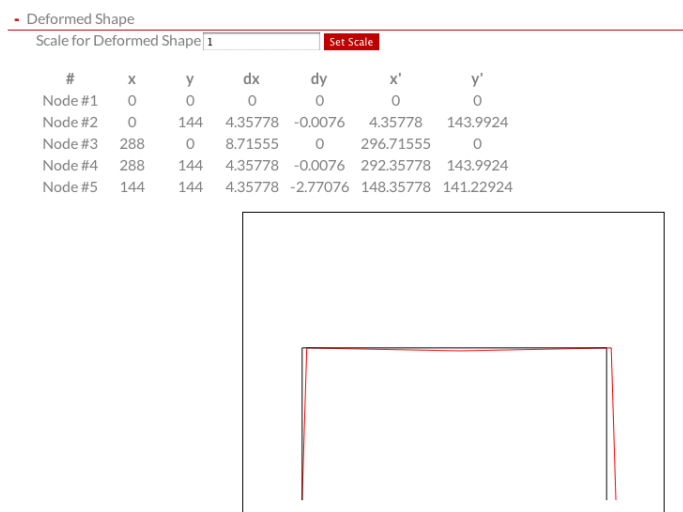 - Deformed Shape
Scale for Deformed Shape 1 Set Scale
# x y dx dy x' y'
Node #1 0 0 0 0 0 0
Node #2 0 144 4.35778 -0.0076 4.35778 143.9924
Node #3 288 0 8.71555 0 296.71555 0
Node #4 288 144 4.35778 -0.0076 292.35778 143.9924
Node #5 144 144 4.35778 -2.77076 148.35778 141.22924